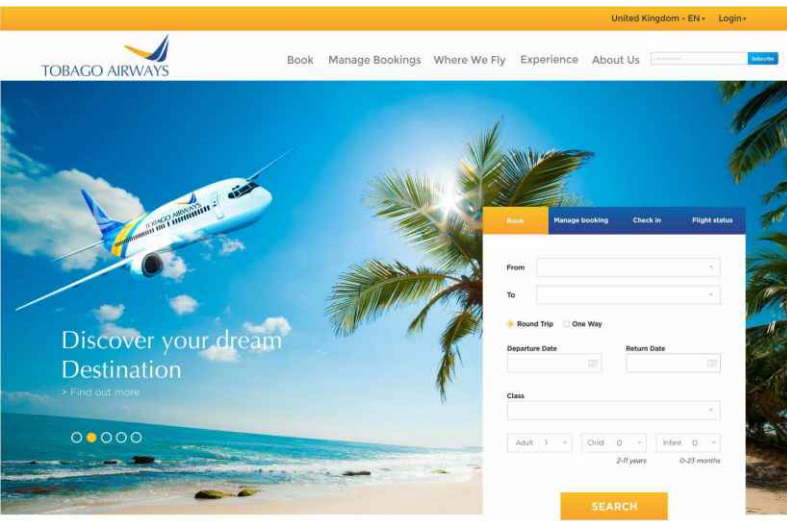 United Kingdom - EN Login
TOBAGO AIRWAYS
Book Manage Bookings Where We Fly Experience About Us
Subscribe
TOBAGO AIRWAYS
Book Manage booking Check in Flight status
From
To
Round Trip One Way
Departure Date Return Date
Class
Adult 1 Child 0 Infant 0
2-11 years 0-23 months
SEARCH
Discover your dream
Destination
> Find out more